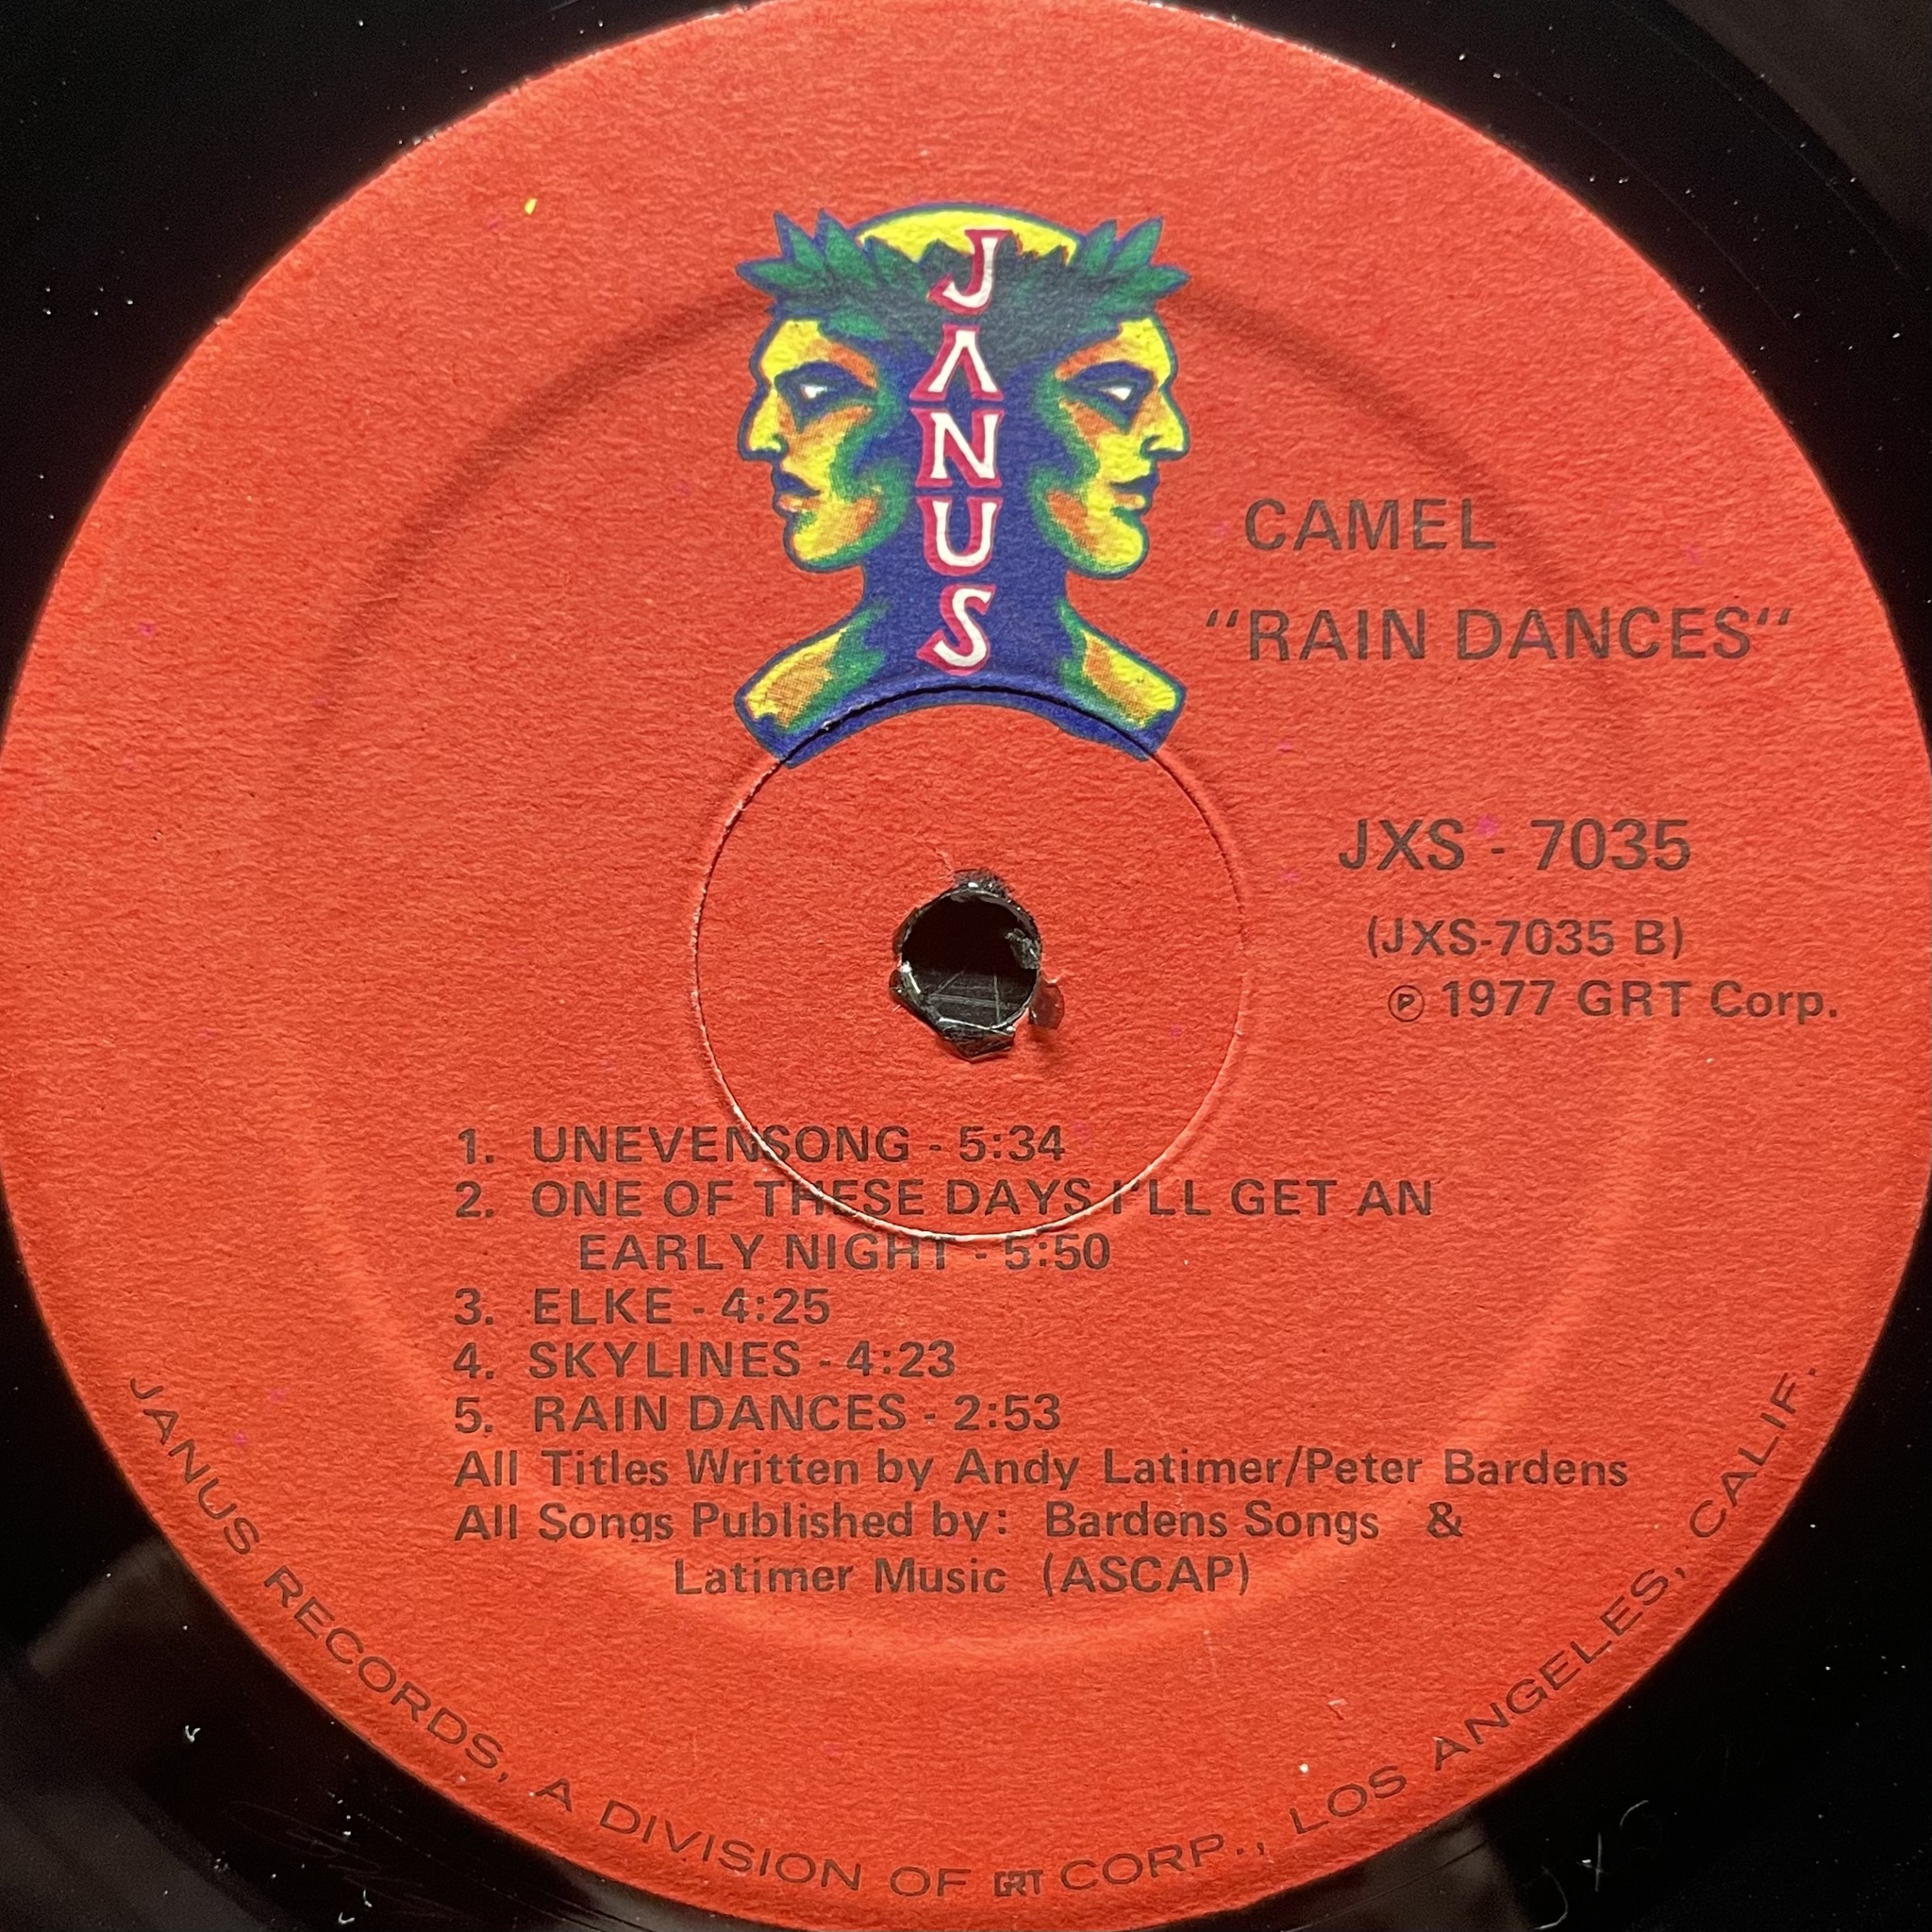 JANUS
CAMEL
"RAIN DANCES"
JXS - 7035
(JXS-7035 B)
℗ 1977 GRT Corp.
1. UNEVENSONG - 5:34
2. ONE OF THESE DAYS I'LL GET AN
EARLY NIGHT - 5:50
3. ELKE - 4:25
4. SKYLINES - 4:23
5. RAIN DANCES - 2:53
All Titles Written by Andy Latimer/Peter Bardens
All Songs Published by: Bardens Songs &
Latimer Music (ASCAP)
JANUS RECORDS, A DIVISION OF GRT CORP., LOS ANGELES, CALIF.